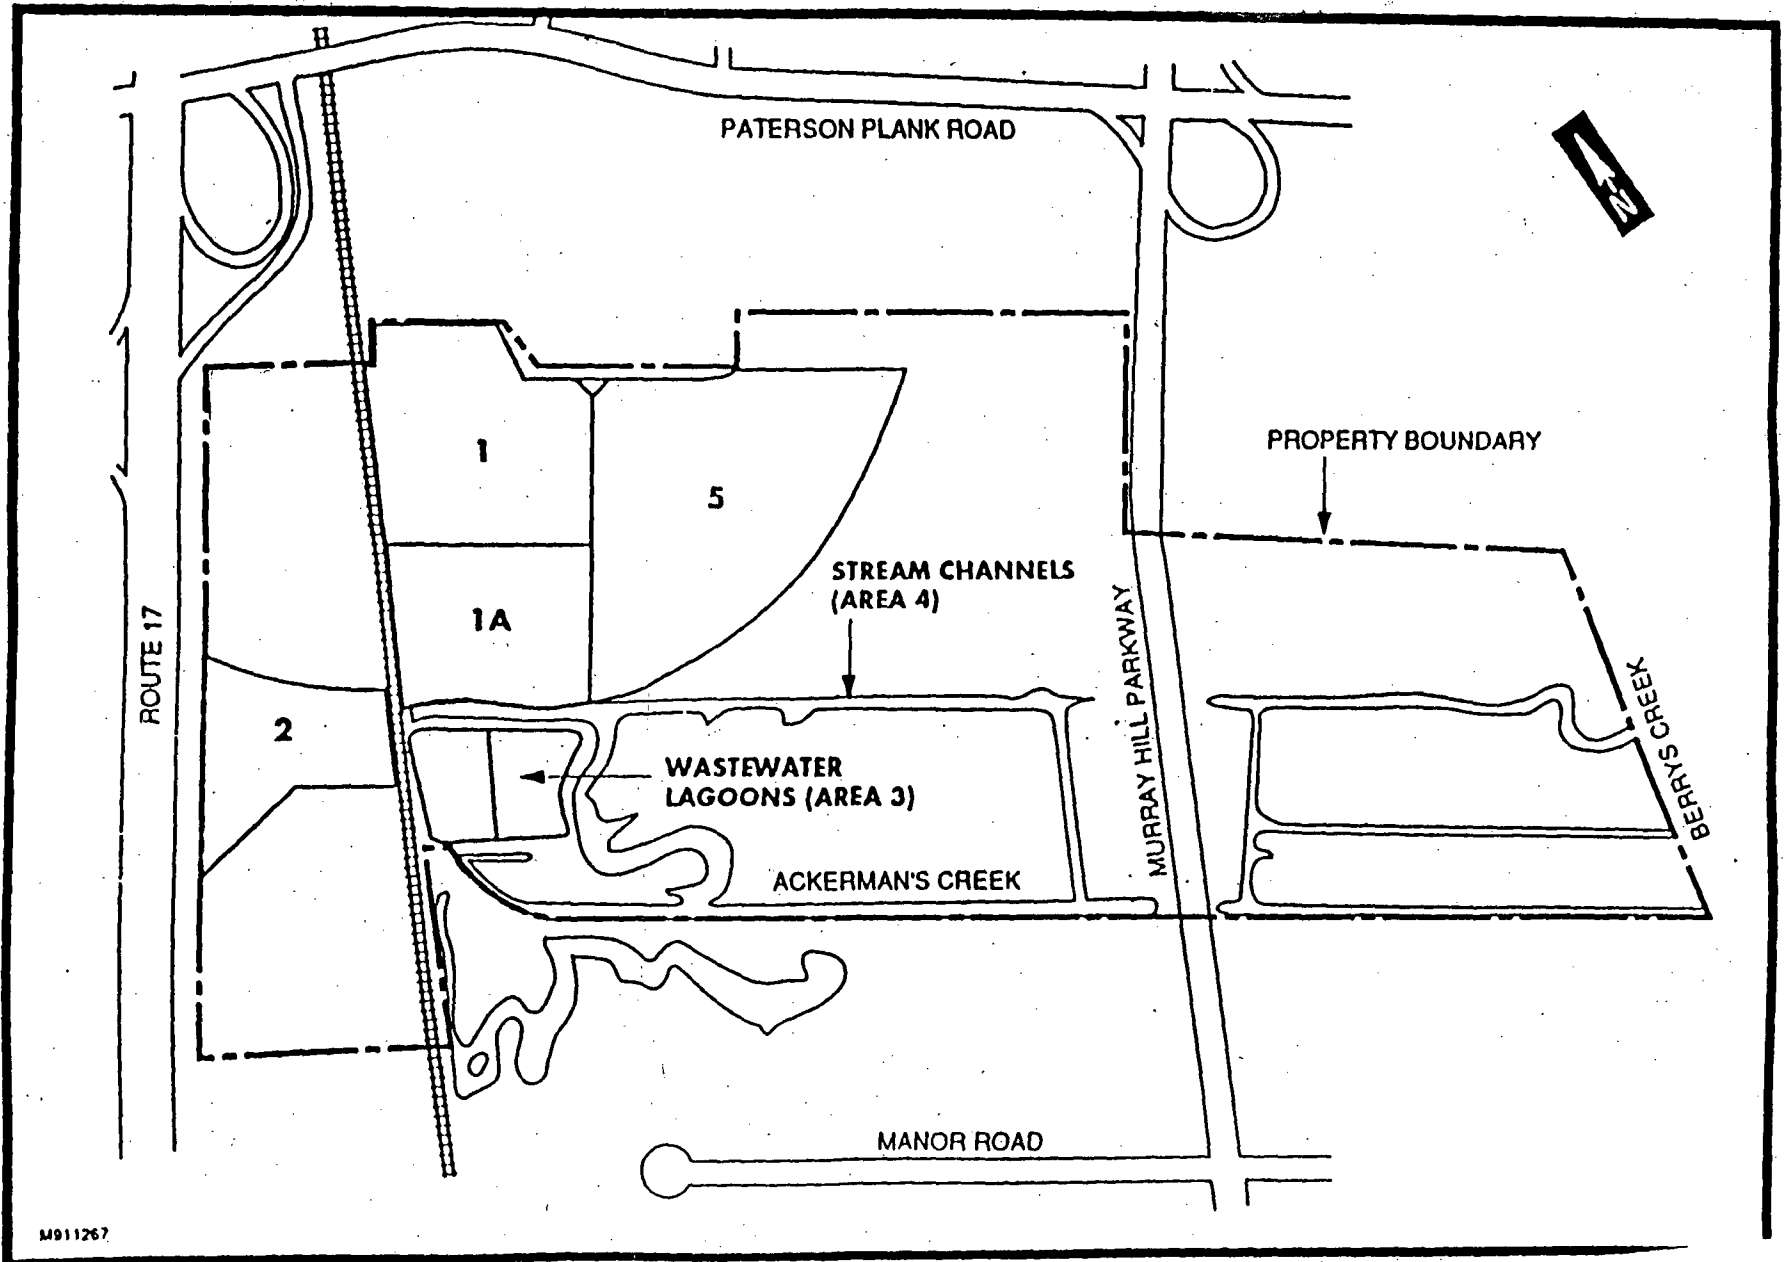 PATERSON PLANK ROAD
N
PROPERTY BOUNDARY
1
5
STREAM CHANNELS
(AREA 4)
1A
ROUTE 17
MURRAY HILL PARKWAY
BERRYS CREEK
2
WASTEWATER
LAGOONS (AREA 3)
ACKERMAN'S CREEK
MANOR ROAD
M911267